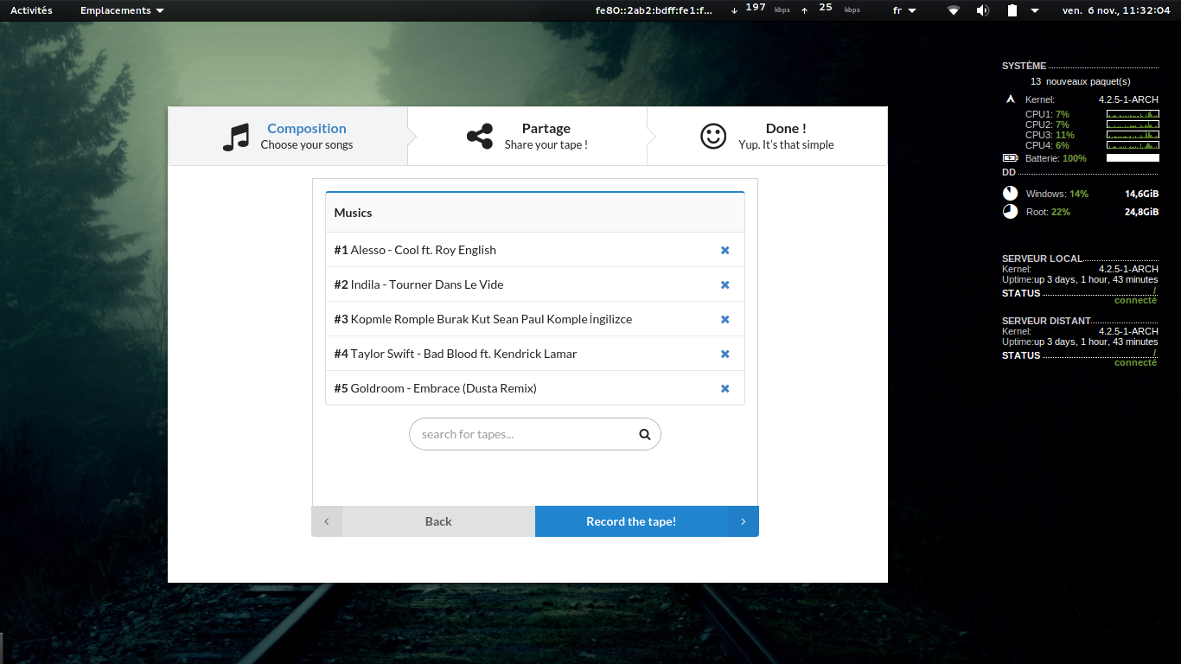 Activités Emplacements fe80::2ab2:bdff:fe1:f... ↓ 197 kbps ↑ 25 kbps fr ven. 6 nov., 11:32:04
Composition
Choose your songs
Partage
Share your tape !
Done !
Yup. It's that simple
Musics
#1 Alesso - Cool ft. Roy English
#2 Indila - Tourner Dans Le Vide
#3 Kopmle Romple Burak Kut Sean Paul Komple İngilizce
#4 Taylor Swift - Bad Blood ft. Kendrick Lamar
#5 Goldroom - Embrace (Dusta Remix)
search for tapes...
Back
Record the tape!
SYSTÈME
13 nouveaux paquet(s)
Kernel: 4.2.5-1-ARCH
CPU1: 7%
CPU2: 7%
CPU3: 11%
CPU4: 6%
Batterie: 100%
DD
Windows: 14% 14,6GiB
Root: 22% 24,8GiB
SERVEUR LOCAL
Kernel: 4.2.5-1-ARCH
Uptime:up 3 days, 1 hour, 43 minutes
STATUS /
connecté
SERVEUR DISTANT
Kernel: 4.2.5-1-ARCH
Uptime:up 3 days, 1 hour, 43 minutes
STATUS /
connecté